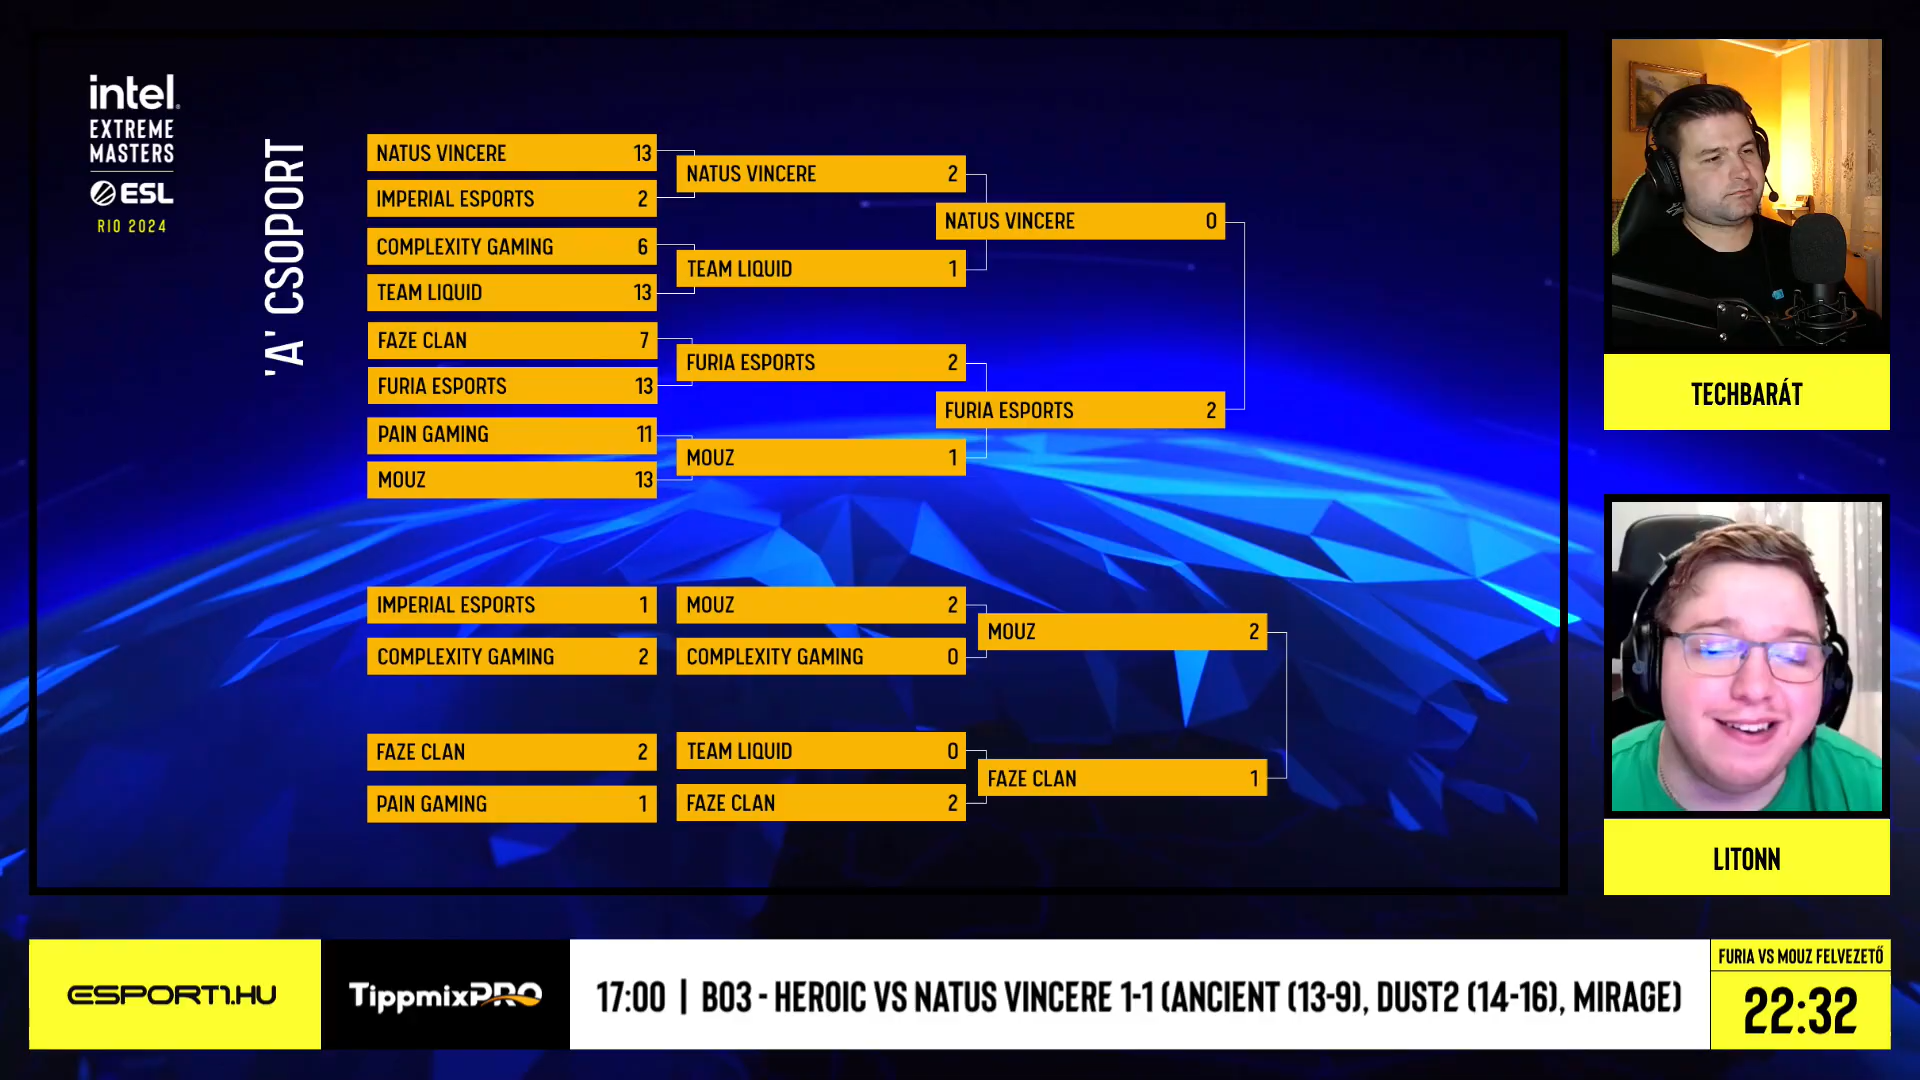 intel
EXTREME
MASTERS
ESL
RIO 2024
'A' CSOPORT
NATUS VINCERE 13
IMPERIAL ESPORTS 2
COMPLEXITY GAMING 6
TEAM LIQUID 13
FAZE CLAN 7
FURIA ESPORTS 13
PAIN GAMING 11
MOUZ 13
NATUS VINCERE 2
TEAM LIQUID 1
FURIA ESPORTS 2
MOUZ 1
NATUS VINCERE 0
FURIA ESPORTS 2
IMPERIAL ESPORTS 1
COMPLEXITY GAMING 2
FAZE CLAN 2
PAIN GAMING 1
MOUZ 2
COMPLEXITY GAMING 0
TEAM LIQUID 0
FAZE CLAN 2
MOUZ 2
FAZE CLAN 1
TECHBARÁT
LITONN
ESPORT1.HU
TippmixPRO
17:00 | BO3 - HEROIC VS NATUS VINCERE 1-1 (ANCIENT (13-9), DUST2 (14-16), MIRAGE)
FURIA VS MOUZ FELVEZETŐ
22:32